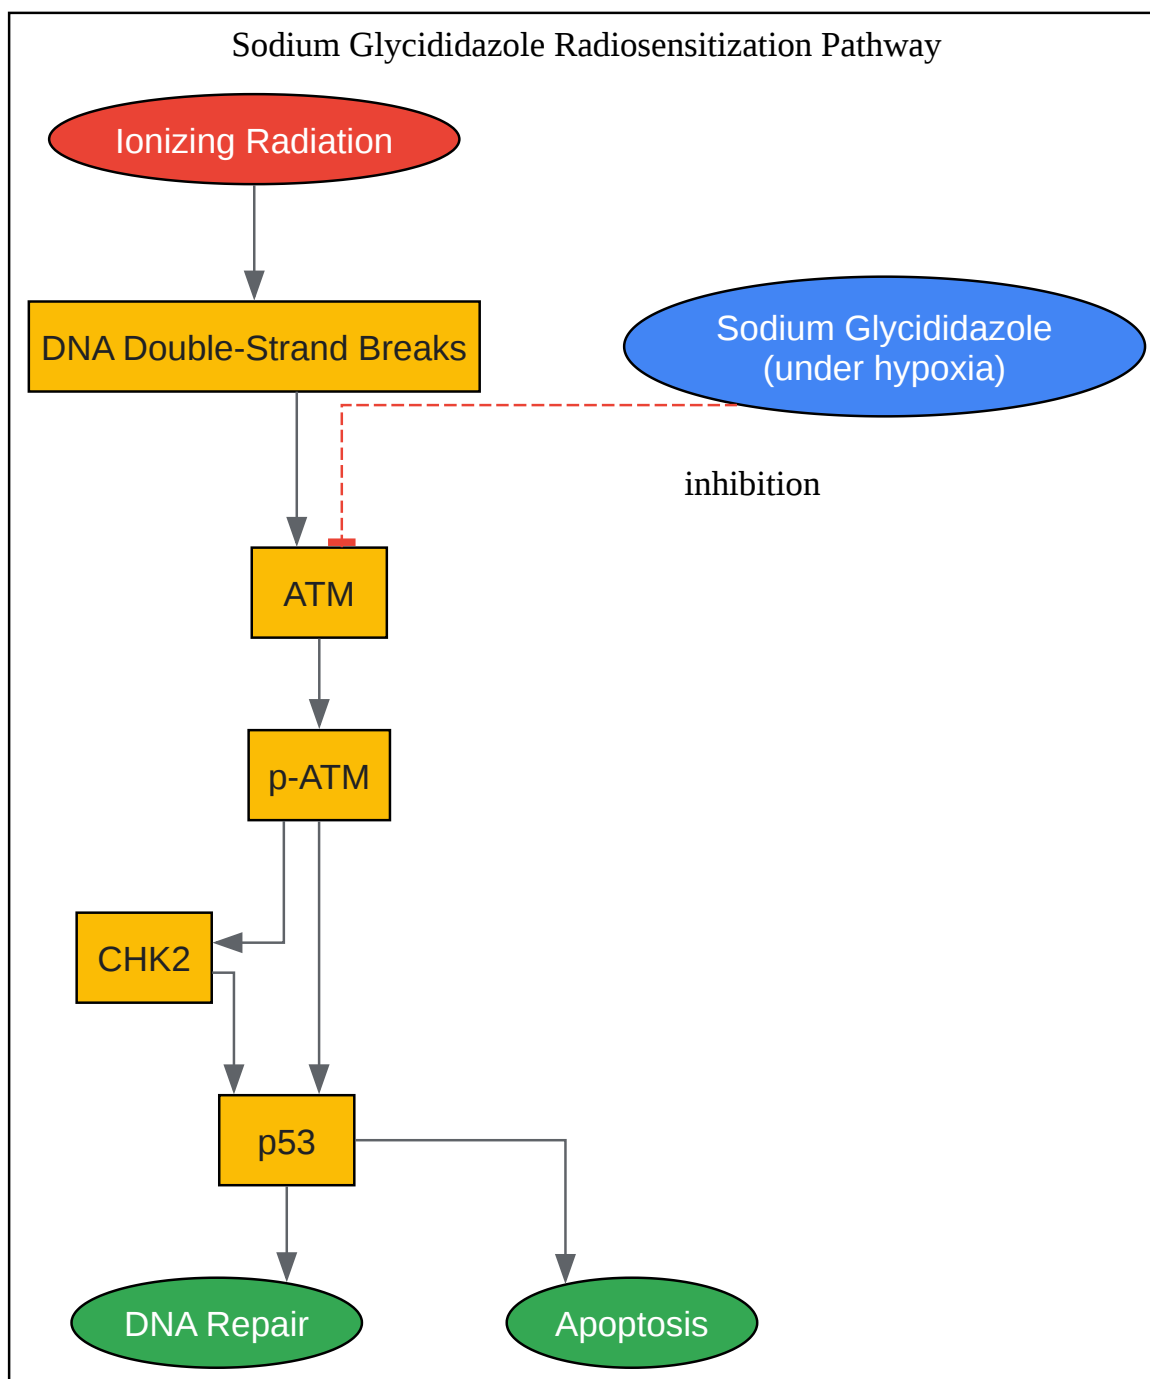 Sodium Glycididazole Radiosensitization Pathway
Ionizing Radiation
DNA Double-Strand Breaks
Sodium Glycididazole
(under hypoxia)
inhibition
ATM
p-ATM
CHK2
p53
DNA Repair
Apoptosis